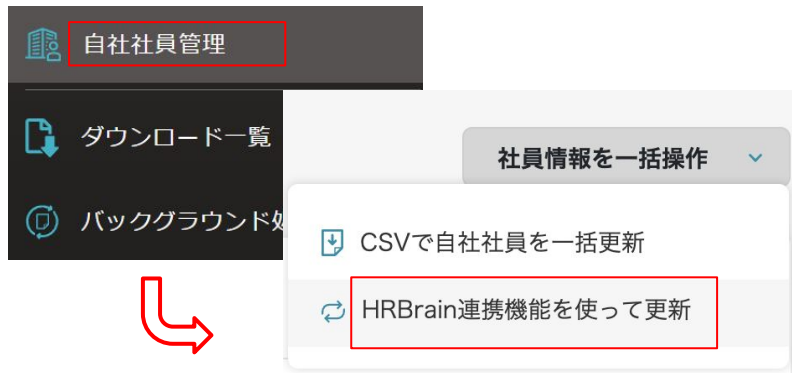 自社社員管理
ダウンロード一覧
バックグラウンド処
社員情報を一括操作
CSVで自社社員を一括更新
HRBrain連携機能を使って更新